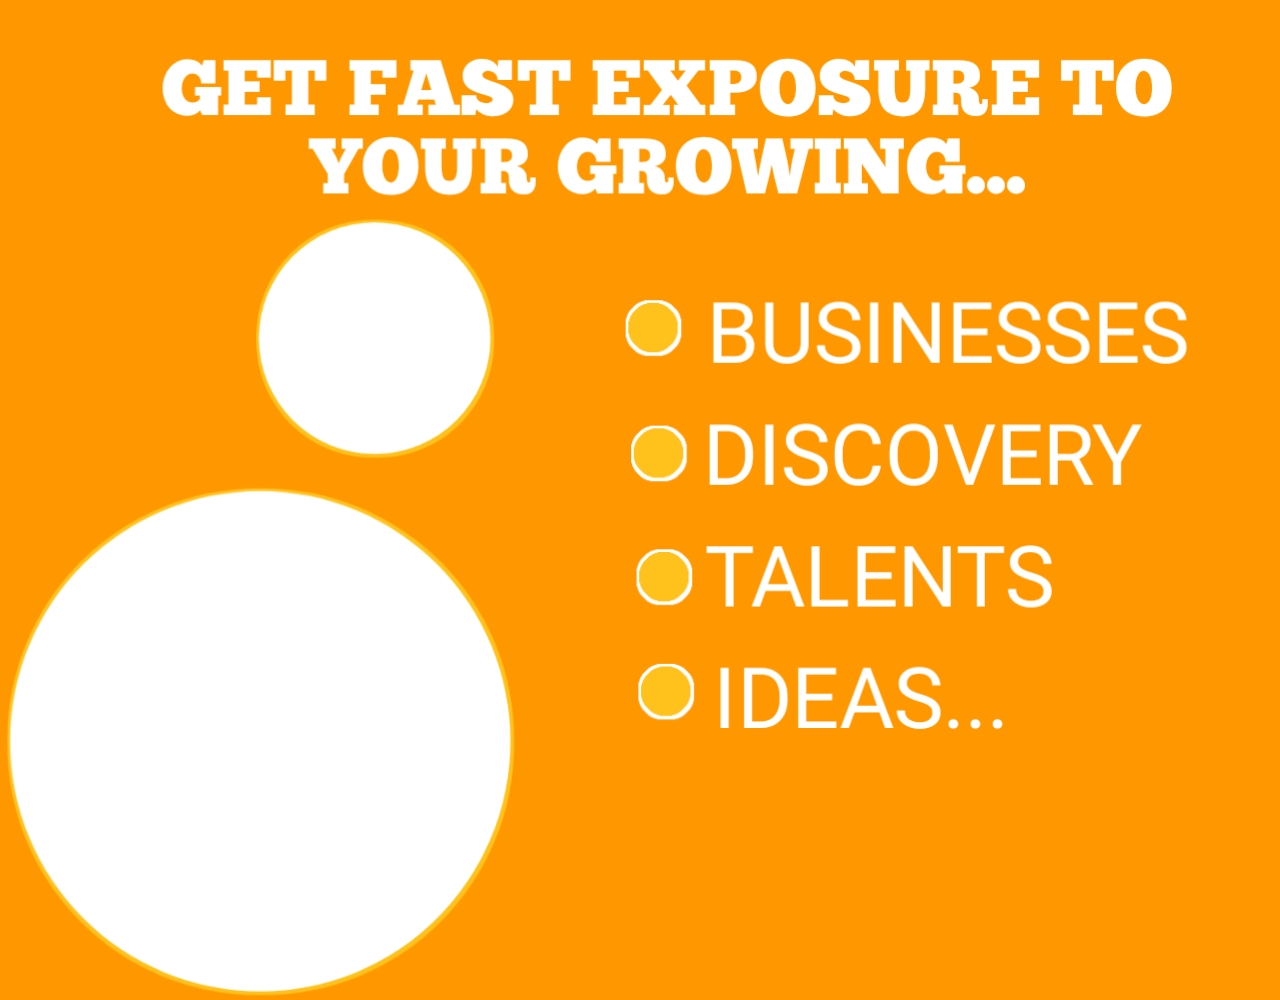 GET FAST EXPOSURE TO
YOUR GROWING...
BUSINESSES
DISCOVERY
TALENTS
IDEAS...